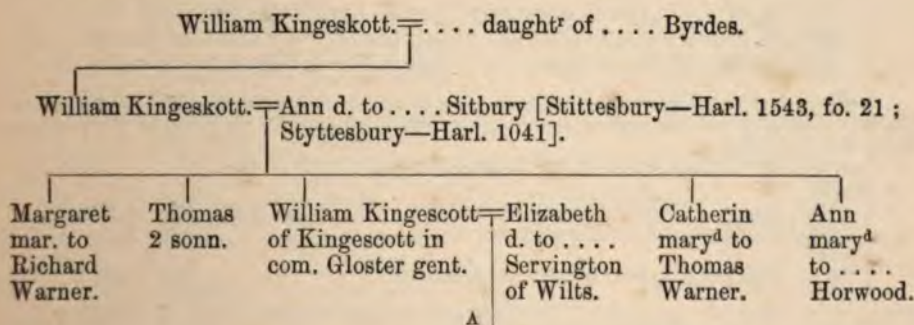 William Kingeskott.=. . . . daughtʳ of . . . . Byrdes.
William Kingeskott.=Ann d. to . . . . Sitbury [Stittesbury—Harl. 1543, fo. 21 ;
Styttesbury—Harl. 1041].
Margaret
mar. to
Richard
Warner.
Thomas
2 sonn.
William Kingescott=
of Kingescott in
com. Gloster gent.
Elizabeth
d. to . . . .
Servington
of Wilts.
Catherin
maryᵈ to
Thomas
Warner.
Ann
maryᵈ
to . . . .
Horwood.
A